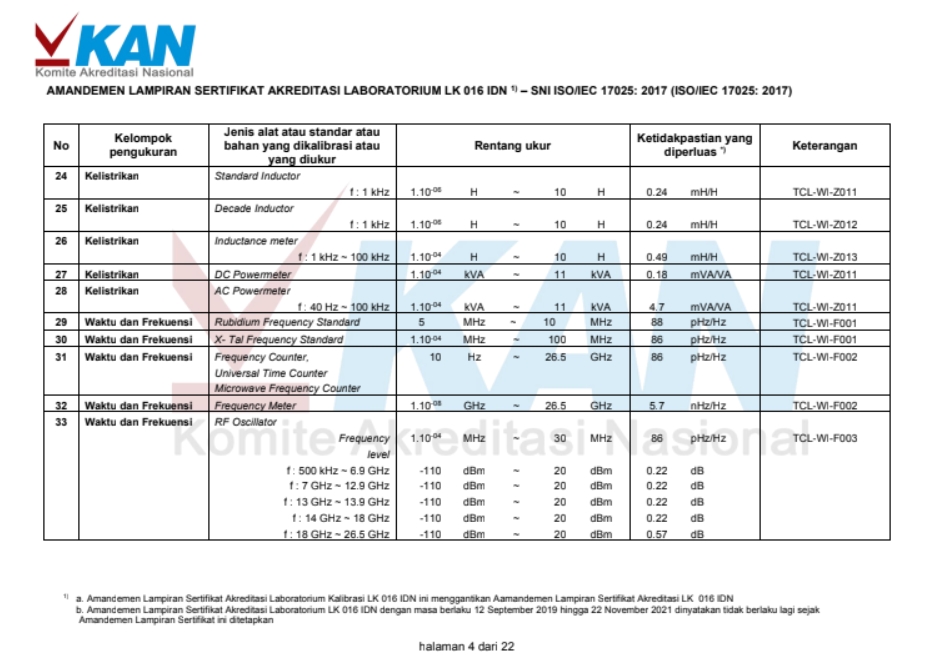 KAN
Komite Akreditasi Nasional
AMANDEMEN LAMPIRAN SERTIFIKAT AKREDITASI LABORATORIUM LK 016 IDN ¹⁾ – SNI ISO/IEC 17025: 2017 (ISO/IEC 17025: 2017)
No Kelompok pengukuran Jenis alat atau standar atau bahan yang dikalibrasi atau yang diukur Rentang ukur Ketidakpastian yang diperluas *) Keterangan
24 Kelistrikan Standard Inductor
f : 1 kHz 1.10⁻⁰⁶ H ~ 10 H 0.24 mH/H TCL-WI-Z011
25 Kelistrikan Decade Inductor
f : 1 kHz 1.10⁻⁰⁶ H ~ 10 H 0.24 mH/H TCL-WI-Z012
26 Kelistrikan Inductance meter
f : 1 kHz ~ 100 kHz 1.10⁻⁰⁴ H ~ 10 H 0.49 mH/H TCL-WI-Z013
27 Kelistrikan DC Powermeter 1.10⁻⁰⁴ kVA ~ 11 kVA 0.18 mVA/VA TCL-WI-Z011
28 Kelistrikan AC Powermeter
f : 40 Hz ~ 100 kHz 1.10⁻⁰⁴ kVA ~ 11 kVA 4.7 mVA/VA TCL-WI-Z011
29 Waktu dan Frekuensi Rubidium Frequency Standard 5 MHz ~ 10 MHz 88 pHz/Hz TCL-WI-F001
30 Waktu dan Frekuensi X- Tal Frequency Standard 1.10⁻⁰⁴ MHz ~ 100 MHz 86 pHz/Hz TCL-WI-F001
31 Waktu dan Frekuensi Frequency Counter, 10 Hz ~ 26.5 GHz 86 pHz/Hz TCL-WI-F002
Universal Time Counter
Microwave Frequency Counter
32 Waktu dan Frekuensi Frequency Meter 1.10⁻⁰⁸ GHz ~ 26.5 GHz 5.7 nHz/Hz TCL-WI-F002
33 Waktu dan Frekuensi RF Oscillator
Frequency 1.10⁻⁰⁴ MHz ~ 30 MHz 86 pHz/Hz TCL-WI-F003
level
f : 500 kHz ~ 6.9 GHz -110 dBm ~ 20 dBm 0.22 dB
f : 7 GHz ~ 12.9 GHz -110 dBm ~ 20 dBm 0.22 dB
f : 13 GHz ~ 13.9 GHz -110 dBm ~ 20 dBm 0.22 dB
f : 14 GHz ~ 18 GHz -110 dBm ~ 20 dBm 0.22 dB
f : 18 GHz ~ 26.5 GHz -110 dBm ~ 20 dBm 0.57 dB
KAN
Komite Akreditasi Nasional
¹⁾ a. Amandemen Lampiran Sertifikat Akreditasi Laboratorium Kalibrasi LK 016 IDN ini menggantikan Aamandemen Lampiran Sertifikat Akreditasi LK 016 IDN
b. Amandemen Lampiran Sertifikat Akreditasi Laboratorium LK 016 IDN dengan masa berlaku 12 September 2019 hingga 22 November 2021 dinyatakan tidak berlaku lagi sejak
Amandemen Lampiran Sertifikat ini ditetapkan
halaman 4 dari 22